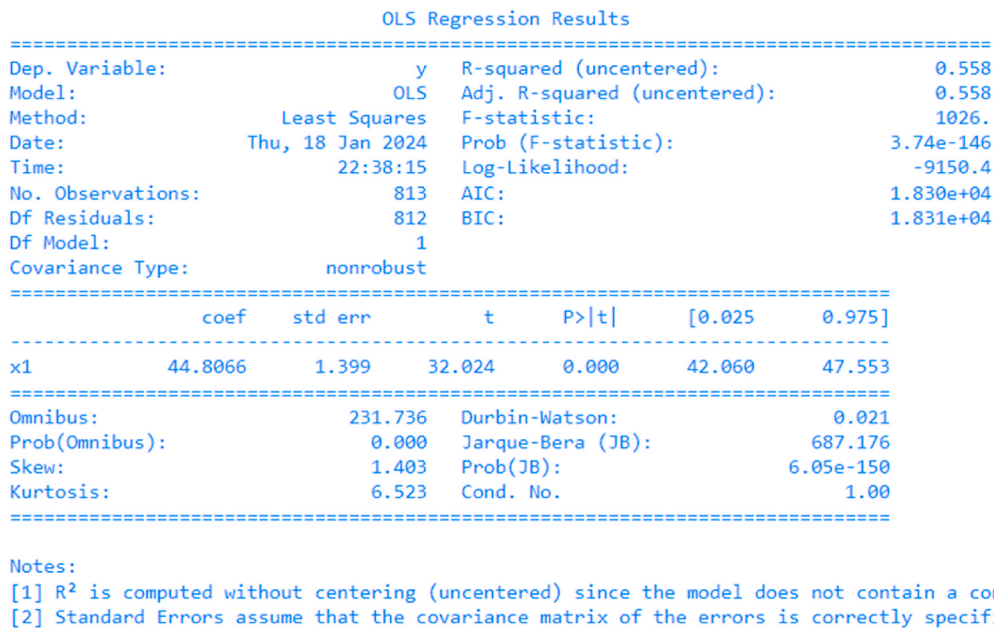 OLS Regression Results
==============================================================================
Dep. Variable: y R-squared (uncentered): 0.558
Model: OLS Adj. R-squared (uncentered): 0.558
Method: Least Squares F-statistic: 1026.
Date: Thu, 18 Jan 2024 Prob (F-statistic): 3.74e-146
Time: 22:38:15 Log-Likelihood: -9150.4
No. Observations: 813 AIC: 1.830e+04
Df Residuals: 812 BIC: 1.831e+04
Df Model: 1
Covariance Type: nonrobust
==============================================================================
coef std err t P>|t| [0.025 0.975]
------------------------------------------------------------------------------
x1 44.8066 1.399 32.024 0.000 42.060 47.553
==============================================================================
Omnibus: 231.736 Durbin-Watson: 0.021
Prob(Omnibus): 0.000 Jarque-Bera (JB): 687.176
Skew: 1.403 Prob(JB): 6.05e-150
Kurtosis: 6.523 Cond. No. 1.00
==============================================================================
Notes:
[1] R² is computed without centering (uncentered) since the model does not contain a co
[2] Standard Errors assume that the covariance matrix of the errors is correctly specif